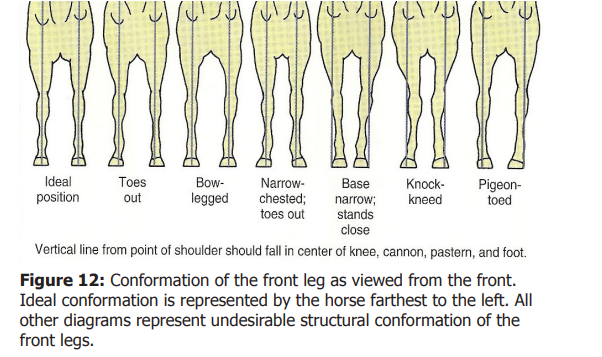 Ideal position
Toes out
Bow-legged
Narrow-chested; toes out
Base narrow; stands close
Knock-kneed
Pigeon-toed
Vertical line from point of shoulder should fall in center of knee, cannon, pastern, and foot.
Figure 12: Conformation of the front leg as viewed from the front.
Ideal conformation is represented by the horse farthest to the left. All
other diagrams represent undesirable structural conformation of the
front legs.